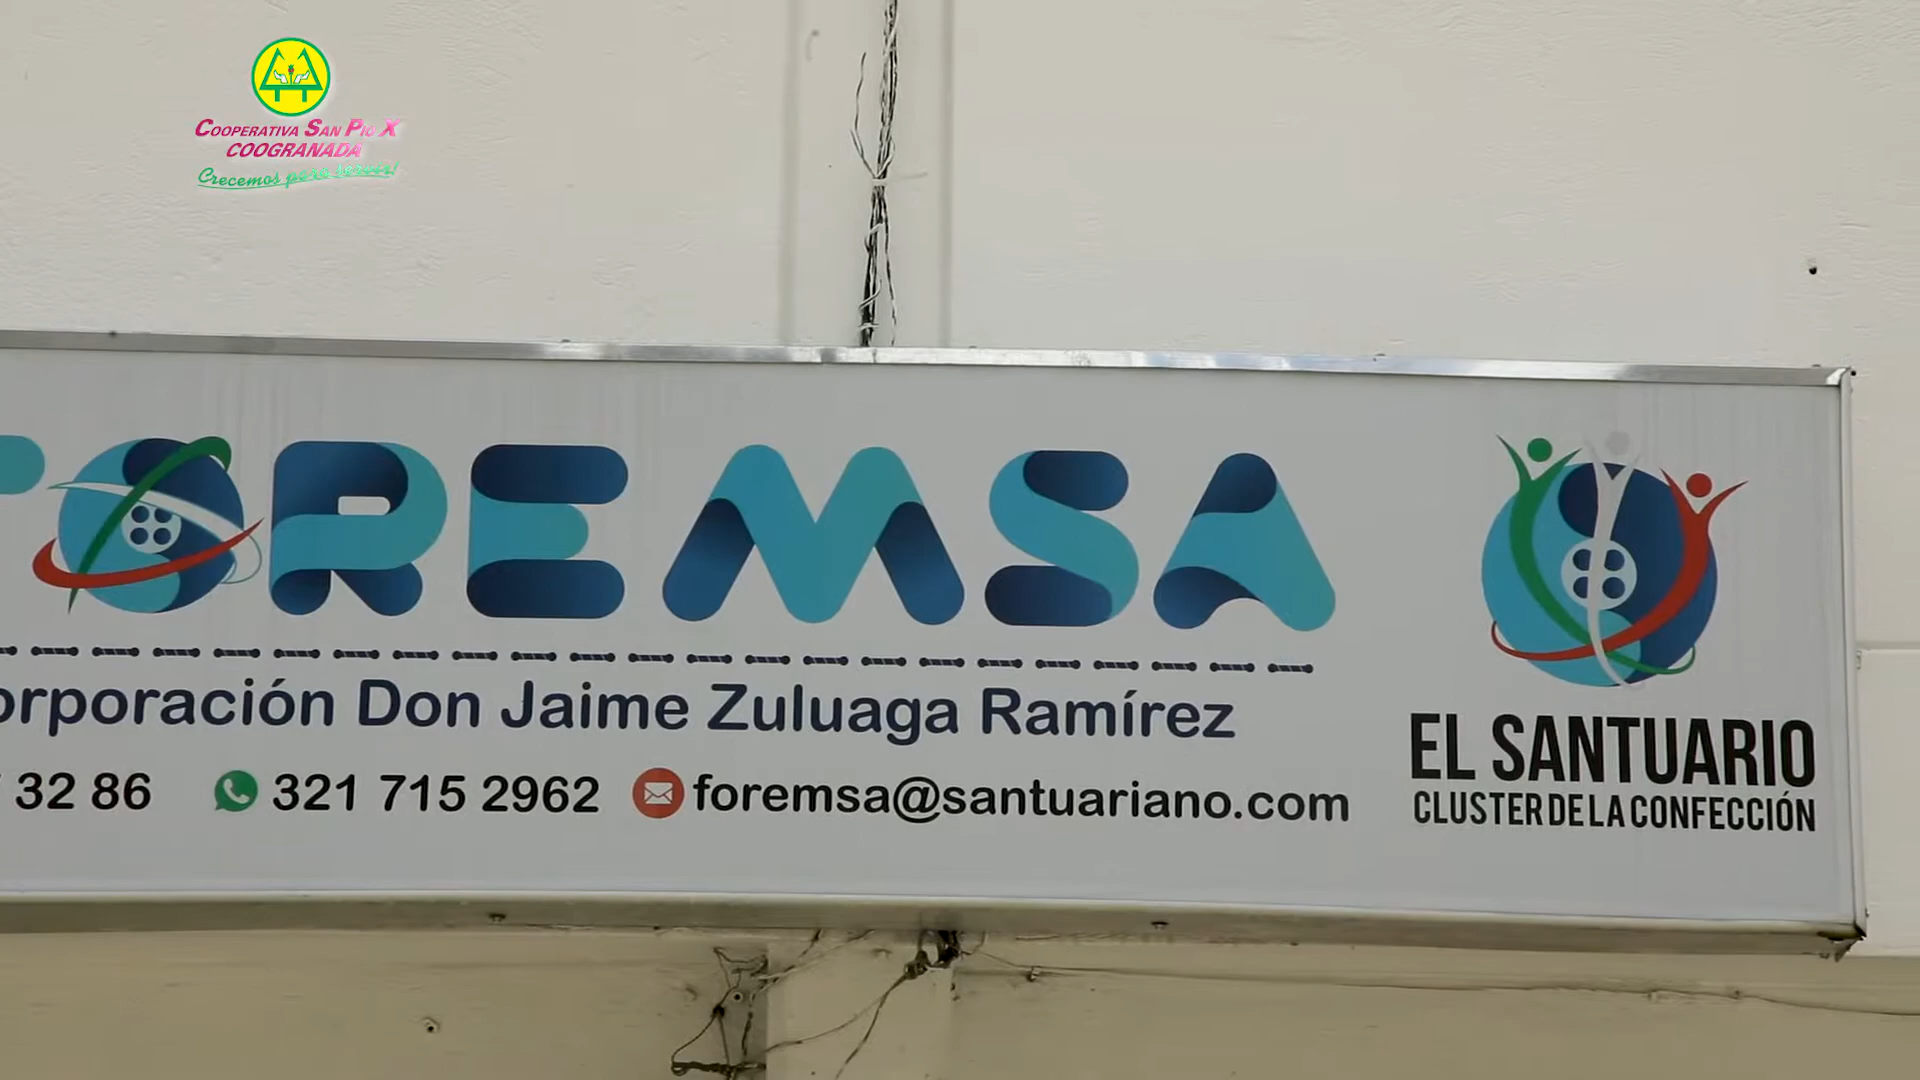 COOPERATIVA SAN PIO X
COOGRANADA
Crecemos para servir!
FOREMSA
orporación Don Jaime Zuluaga Ramírez
32 86 321 715 2962 foremsa@santuariano.com
EL SANTUARIO
CLUSTER DE LA CONFECCIÓN